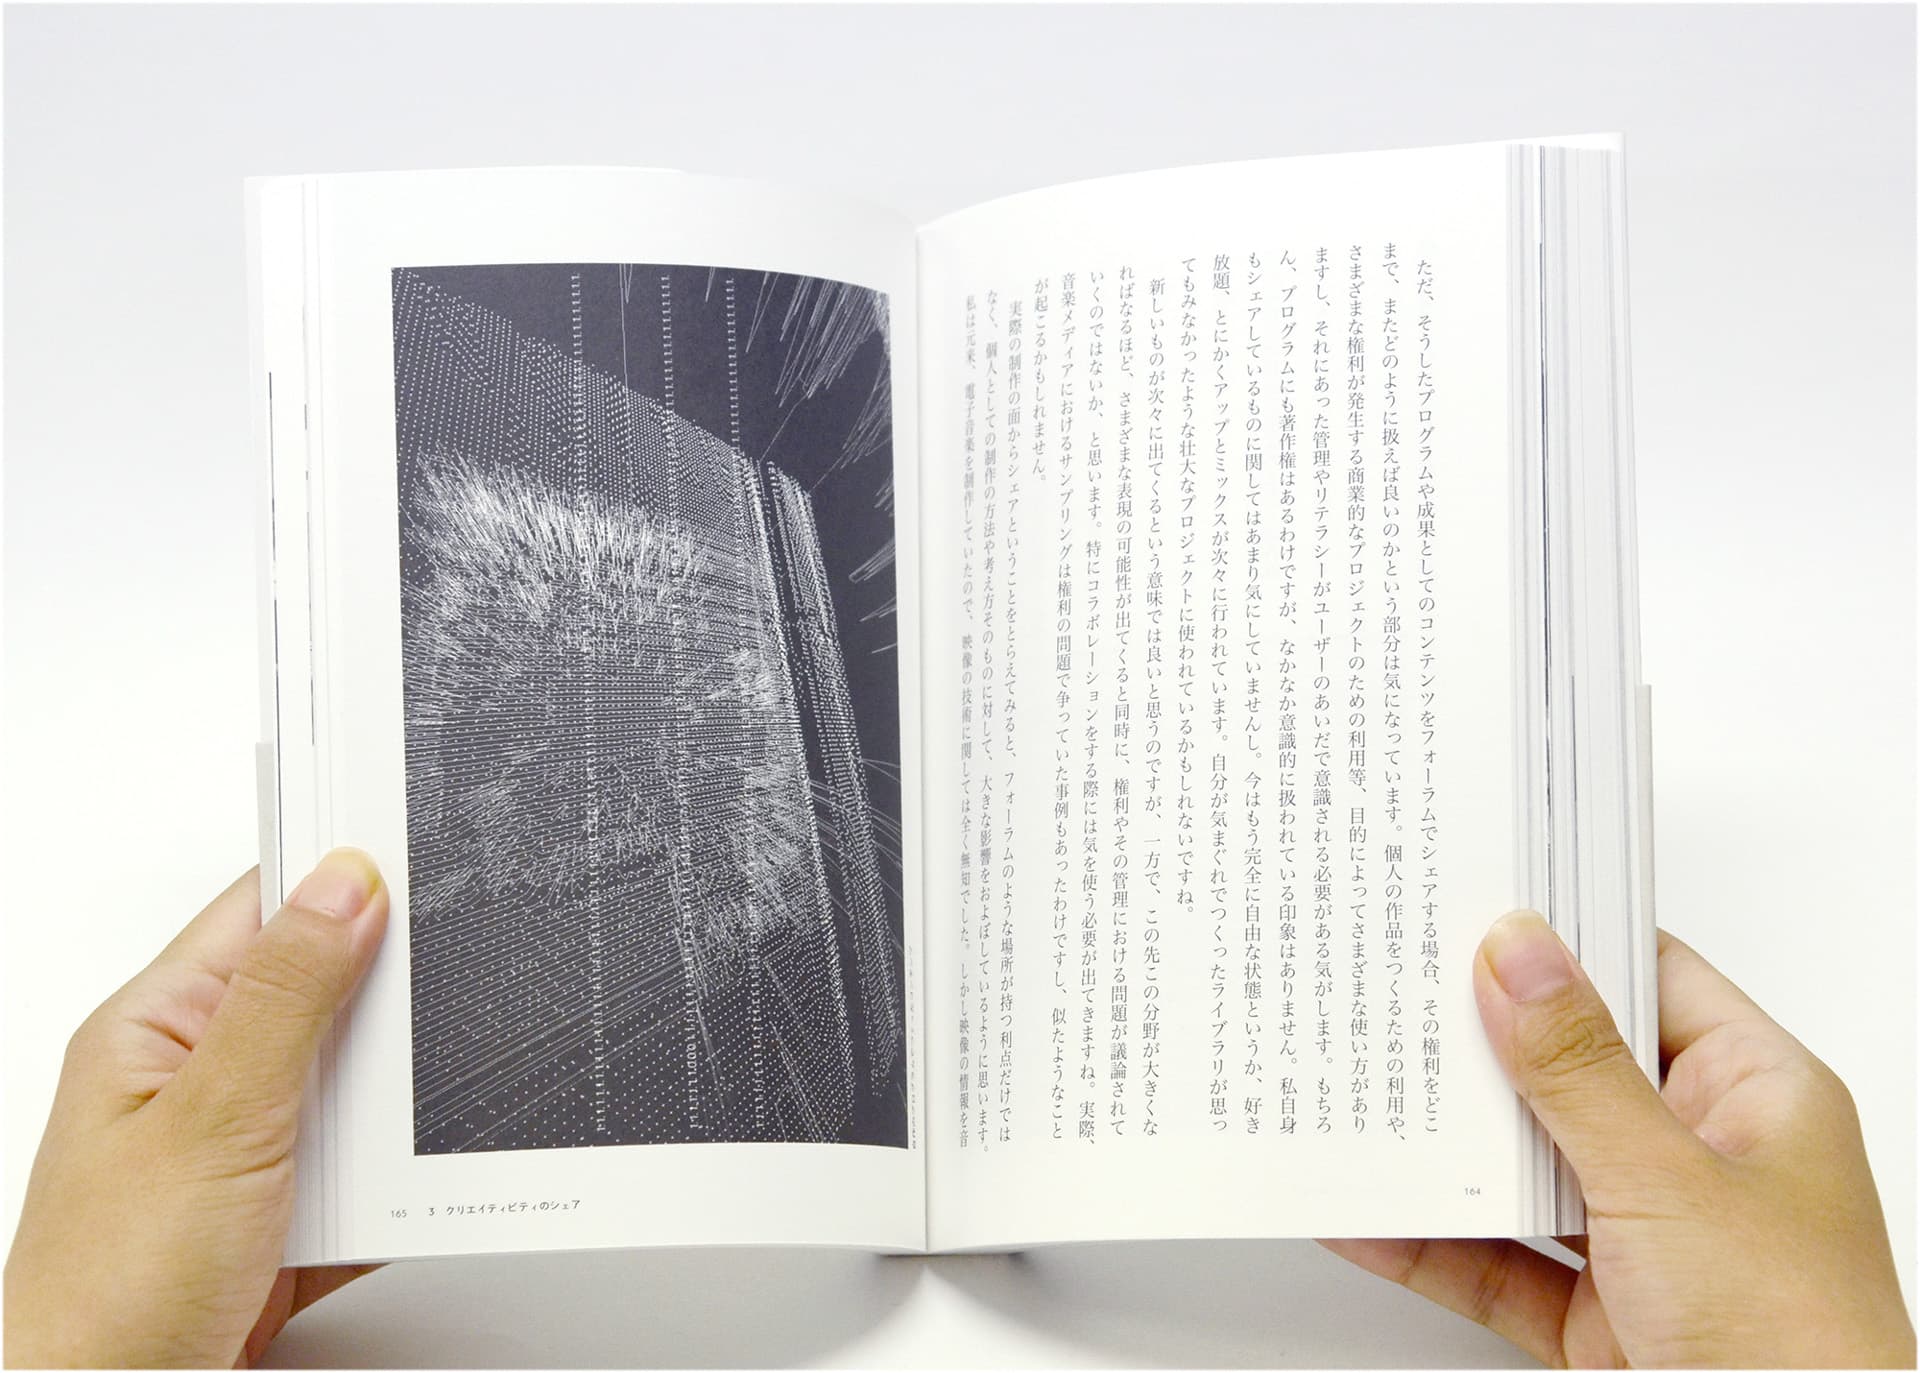 ただ、そうしたプログラムや成果としてのコンテンツをフォーラムでシェアする場合、その権利をどこ
まで、またどのように扱えば良いのかという部分は気になっています。個人の作品をつくるための利用や、
さまざまな権利が発生する商業的なプロジェクトのための利用等、目的によってさまざまな使い方があり
ますし、それにあった管理やリテラシーがユーザーのあいだで意識される必要がある気がします。もちろ
ん、プログラムにも著作権はあるわけですが、なかなか意識的に扱われている印象はありません。私自身
もシェアしているものに関してはあまり気にしていませんし。今はもう完全に自由な状態というか、好き
放題、とにかくアップとミックスが次々に行われています。自分が気まぐれでつくったライブラリが思っ
てもみなかったような壮大なプロジェクトに使われているかもしれないですね。
新しいものが次々に出てくるという意味では良いと思うのですが、一方で、この先この分野が大きくな
ればなるほど、さまざまな表現の可能性が出てくると同時に、権利やその管理における問題が議論されて
いくのではないか、と思います。特にコラボレーションをする際には気を使う必要が出てきますね。実際、
音楽メディアにおけるサンプリングは権利の問題で争っていた事例もあったわけですし、似たようなこと
が起こるかもしれません。
実際の制作の面からシェアということをとらえてみると、フォーラムのような場所が持つ利点だけでは
なく、個人としての制作の方法や考え方そのものに対して、大きな影響をおよぼしているように思います。
私は元来、電子音楽を制作していたので、映像の技術に関しては全く無知でした。しかし映像の情報を音
164
165 3 クリエイティビティのシェア